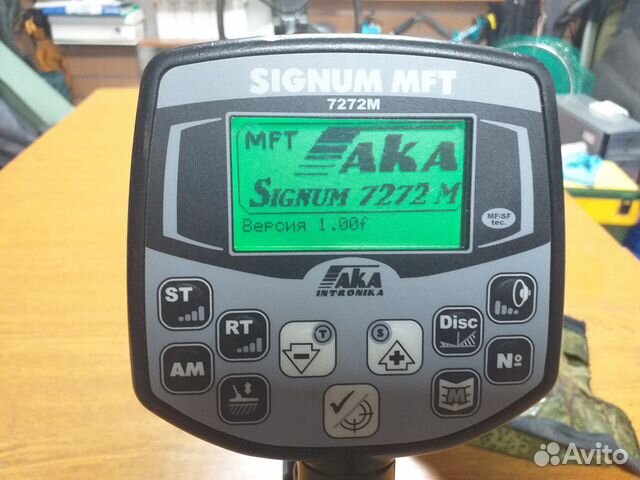 SIGNUM MFT
7272M
MFT AKA
SIGNUM 7272 M
Версия 1.00f
MF/SF
tec.
AKA
INTRONIKA
ST
RT
T
S
Disc
AM
M
№
Avito